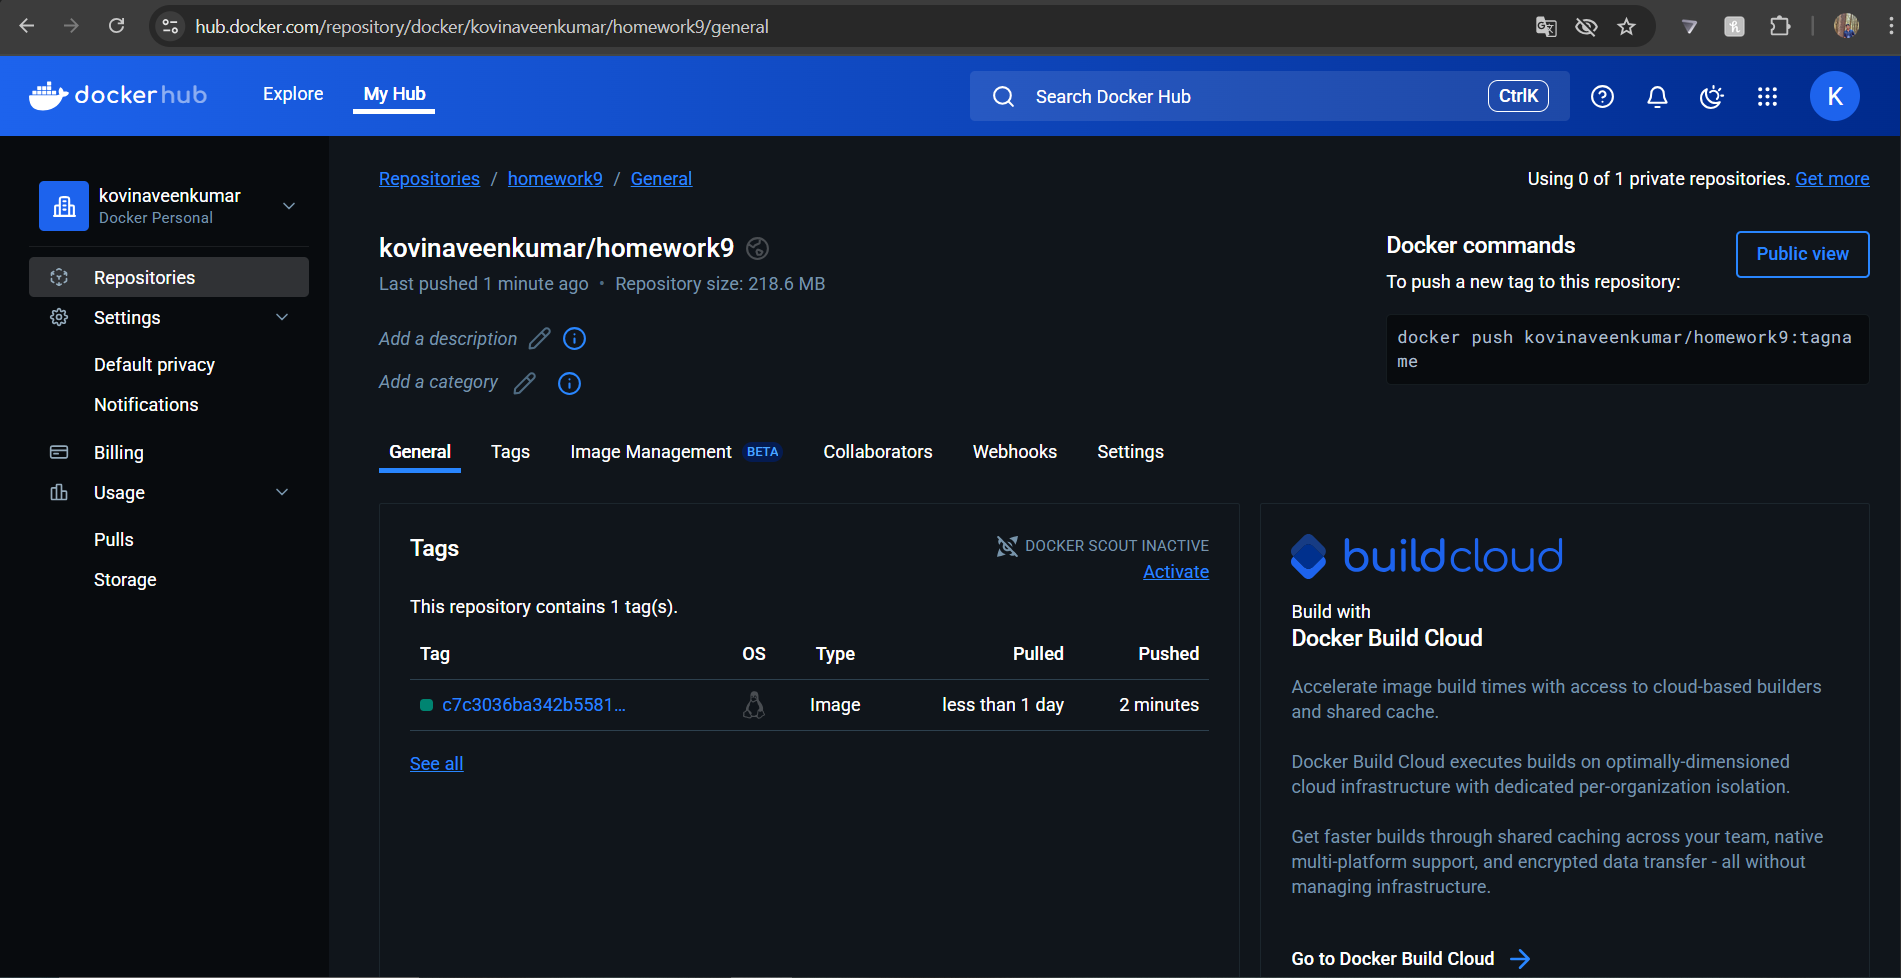 hub.docker.com/repository/docker/kovinaveenkumar/homework9/general
docker hub
Explore
My Hub
Search Docker Hub
CtrlK
K
kovinaveenkumar
Docker Personal
Repositories
Settings
Default privacy
Notifications
Billing
Usage
Pulls
Storage
Repositories / homework9 / General
Using 0 of 1 private repositories. Get more
kovinaveenkumar/homework9
Last pushed 1 minute ago • Repository size: 218.6 MB
Add a description
Add a category
Docker commands
Public view
To push a new tag to this repository:
docker push kovinaveenkumar/homework9:tagna
me
General Tags Image Management BETA Collaborators Webhooks Settings
Tags
DOCKER SCOUT INACTIVE
Activate
This repository contains 1 tag(s).
Tag OS Type Pulled Pushed
c7c3036ba342b5581... Image less than 1 day 2 minutes
See all
buildcloud
Build with
Docker Build Cloud
Accelerate image build times with access to cloud-based builders
and shared cache.
Docker Build Cloud executes builds on optimally-dimensioned
cloud infrastructure with dedicated per-organization isolation.
Get faster builds through shared caching across your team, native
multi-platform support, and encrypted data transfer - all without
managing infrastructure.
Go to Docker Build Cloud